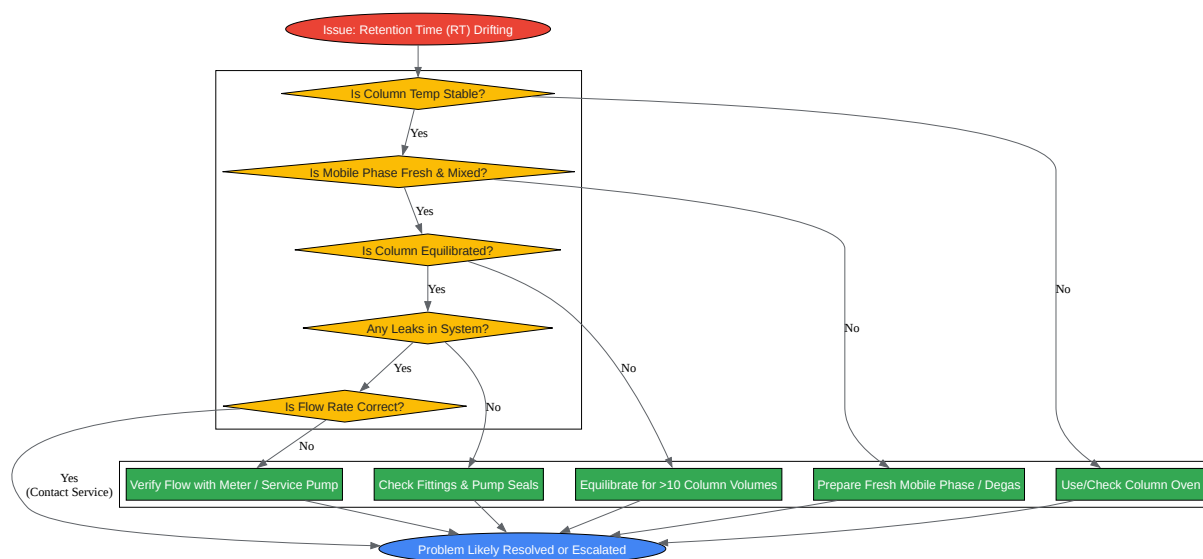 Issue: Retention Time (RT) Drifting
Is Column Temp Stable?
Yes
Is Mobile Phase Fresh & Mixed?
Yes
Is Column Equilibrated?
Yes
No
Any Leaks in System?
No
Yes
No
Is Flow Rate Correct?
No
No
Yes
(Contact Service)
Verify Flow with Meter / Service Pump
Check Fittings & Pump Seals
Equilibrate for >10 Column Volumes
Prepare Fresh Mobile Phase / Degas
Use/Check Column Oven
Problem Likely Resolved or Escalated